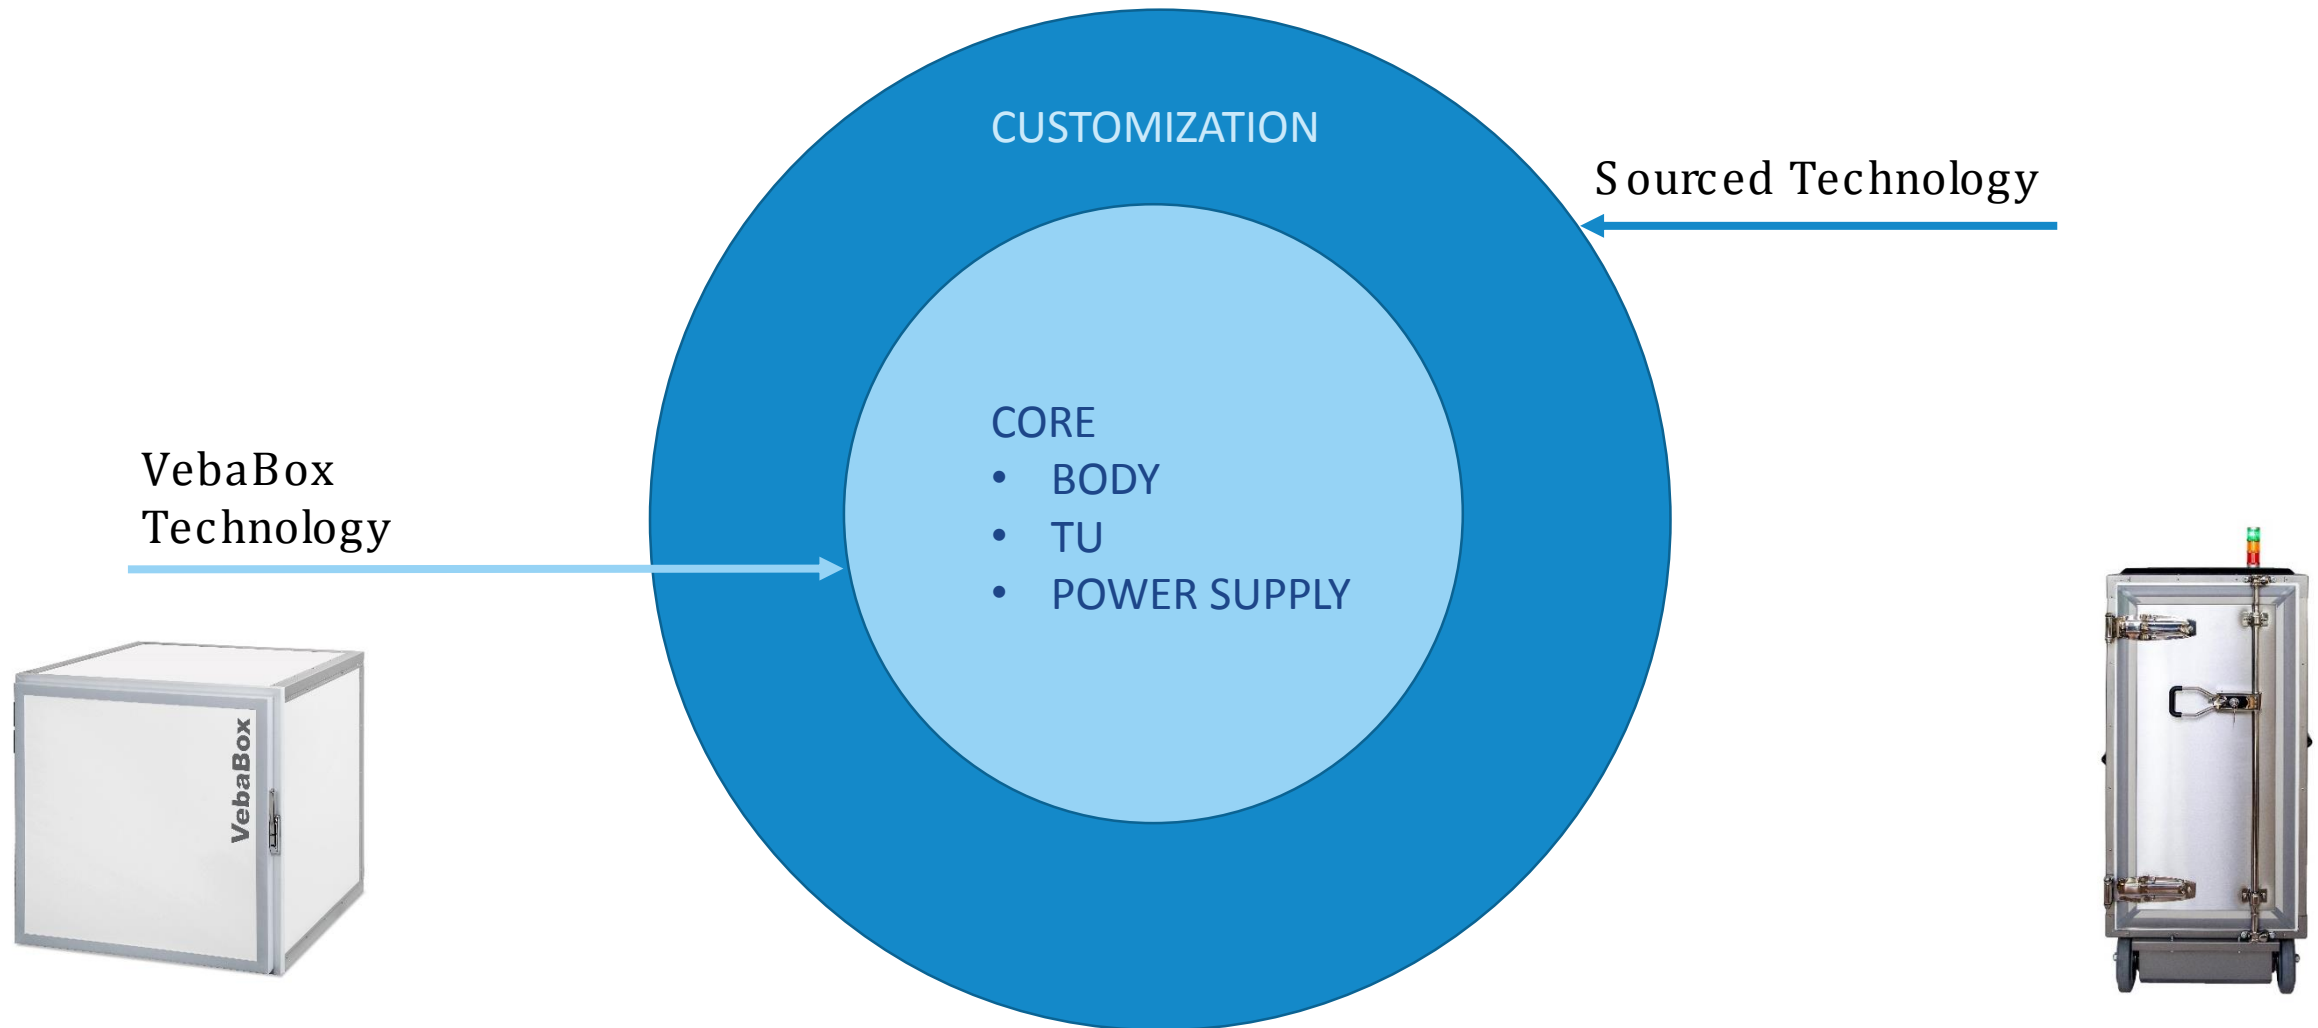 CUSTOMIZATION
Sourced Technology
CORE
• BODY
• TU
• POWER SUPPLY
VebaBox
Technology
VebaBox